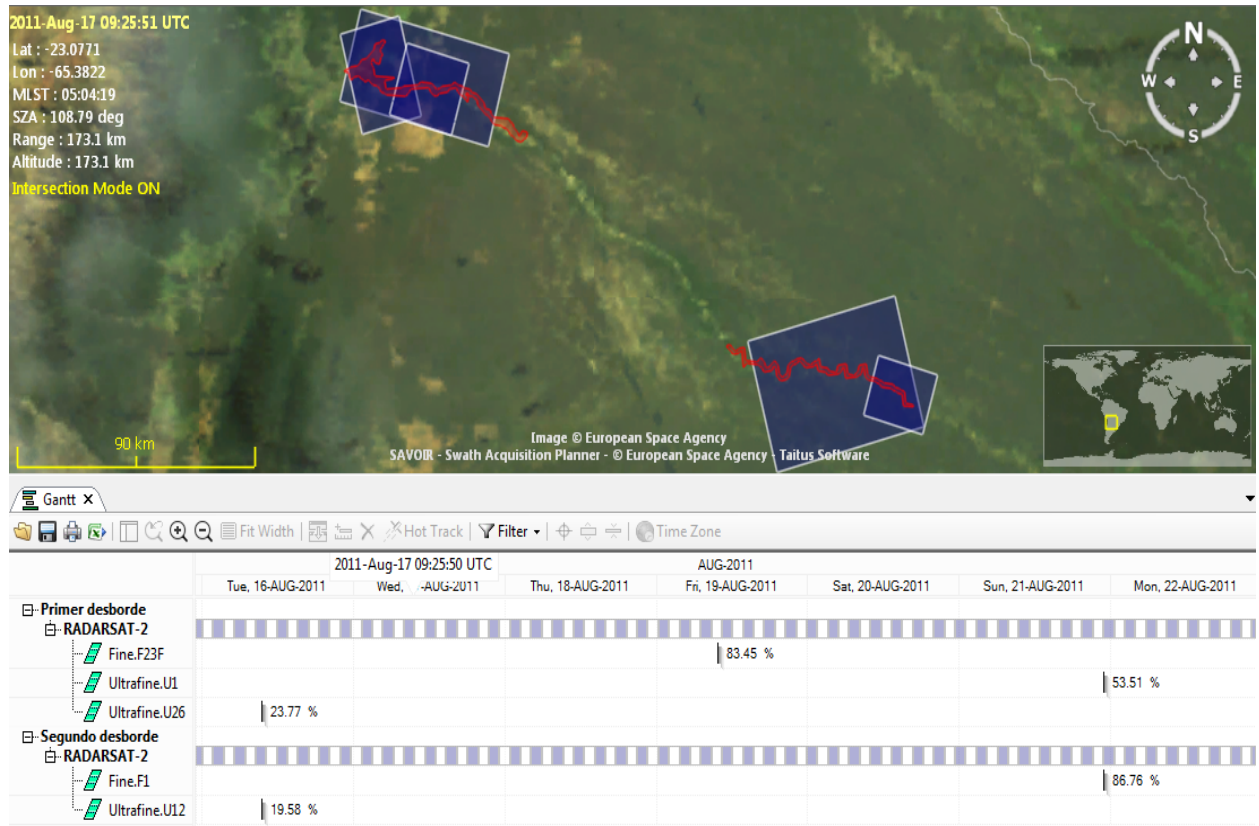 2011-Aug-17 09:25:51 UTC
Lat : -23.0771
Lon : -65.3822
MLST : 05:04:19
SZA : 108.79 deg
Range : 173.1 km
Altitude : 173.1 km
Intersection Mode ON
N
W E
S
90 km
Image © European Space Agency
SAVOIR - Swath Acquisition Planner - © European Space Agency - Taitus Software
Gantt
Fit Width Hot Track Filter Time Zone
2011-Aug-17 09:25:50 UTC AUG-2011
Tue, 16-AUG-2011 Wed, -AUG-2011 Thu, 18-AUG-2011 Fri, 19-AUG-2011 Sat, 20-AUG-2011 Sun, 21-AUG-2011 Mon, 22-AUG-2011
Primer desborde
RADARSAT-2
Fine.F23F 83.45 %
Ultrafine.U1 53.51 %
Ultrafine.U26 23.77 %
Segundo desborde
RADARSAT-2
Fine.F1 86.76 %
Ultrafine.U12 19.58 %